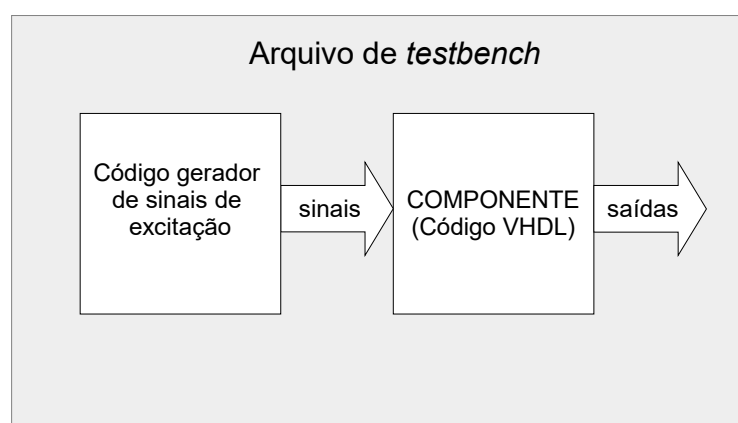 Arquivo de testbench
Código gerador
de sinais de
excitação
sinais
COMPONENTE
(Código VHDL)
saídas